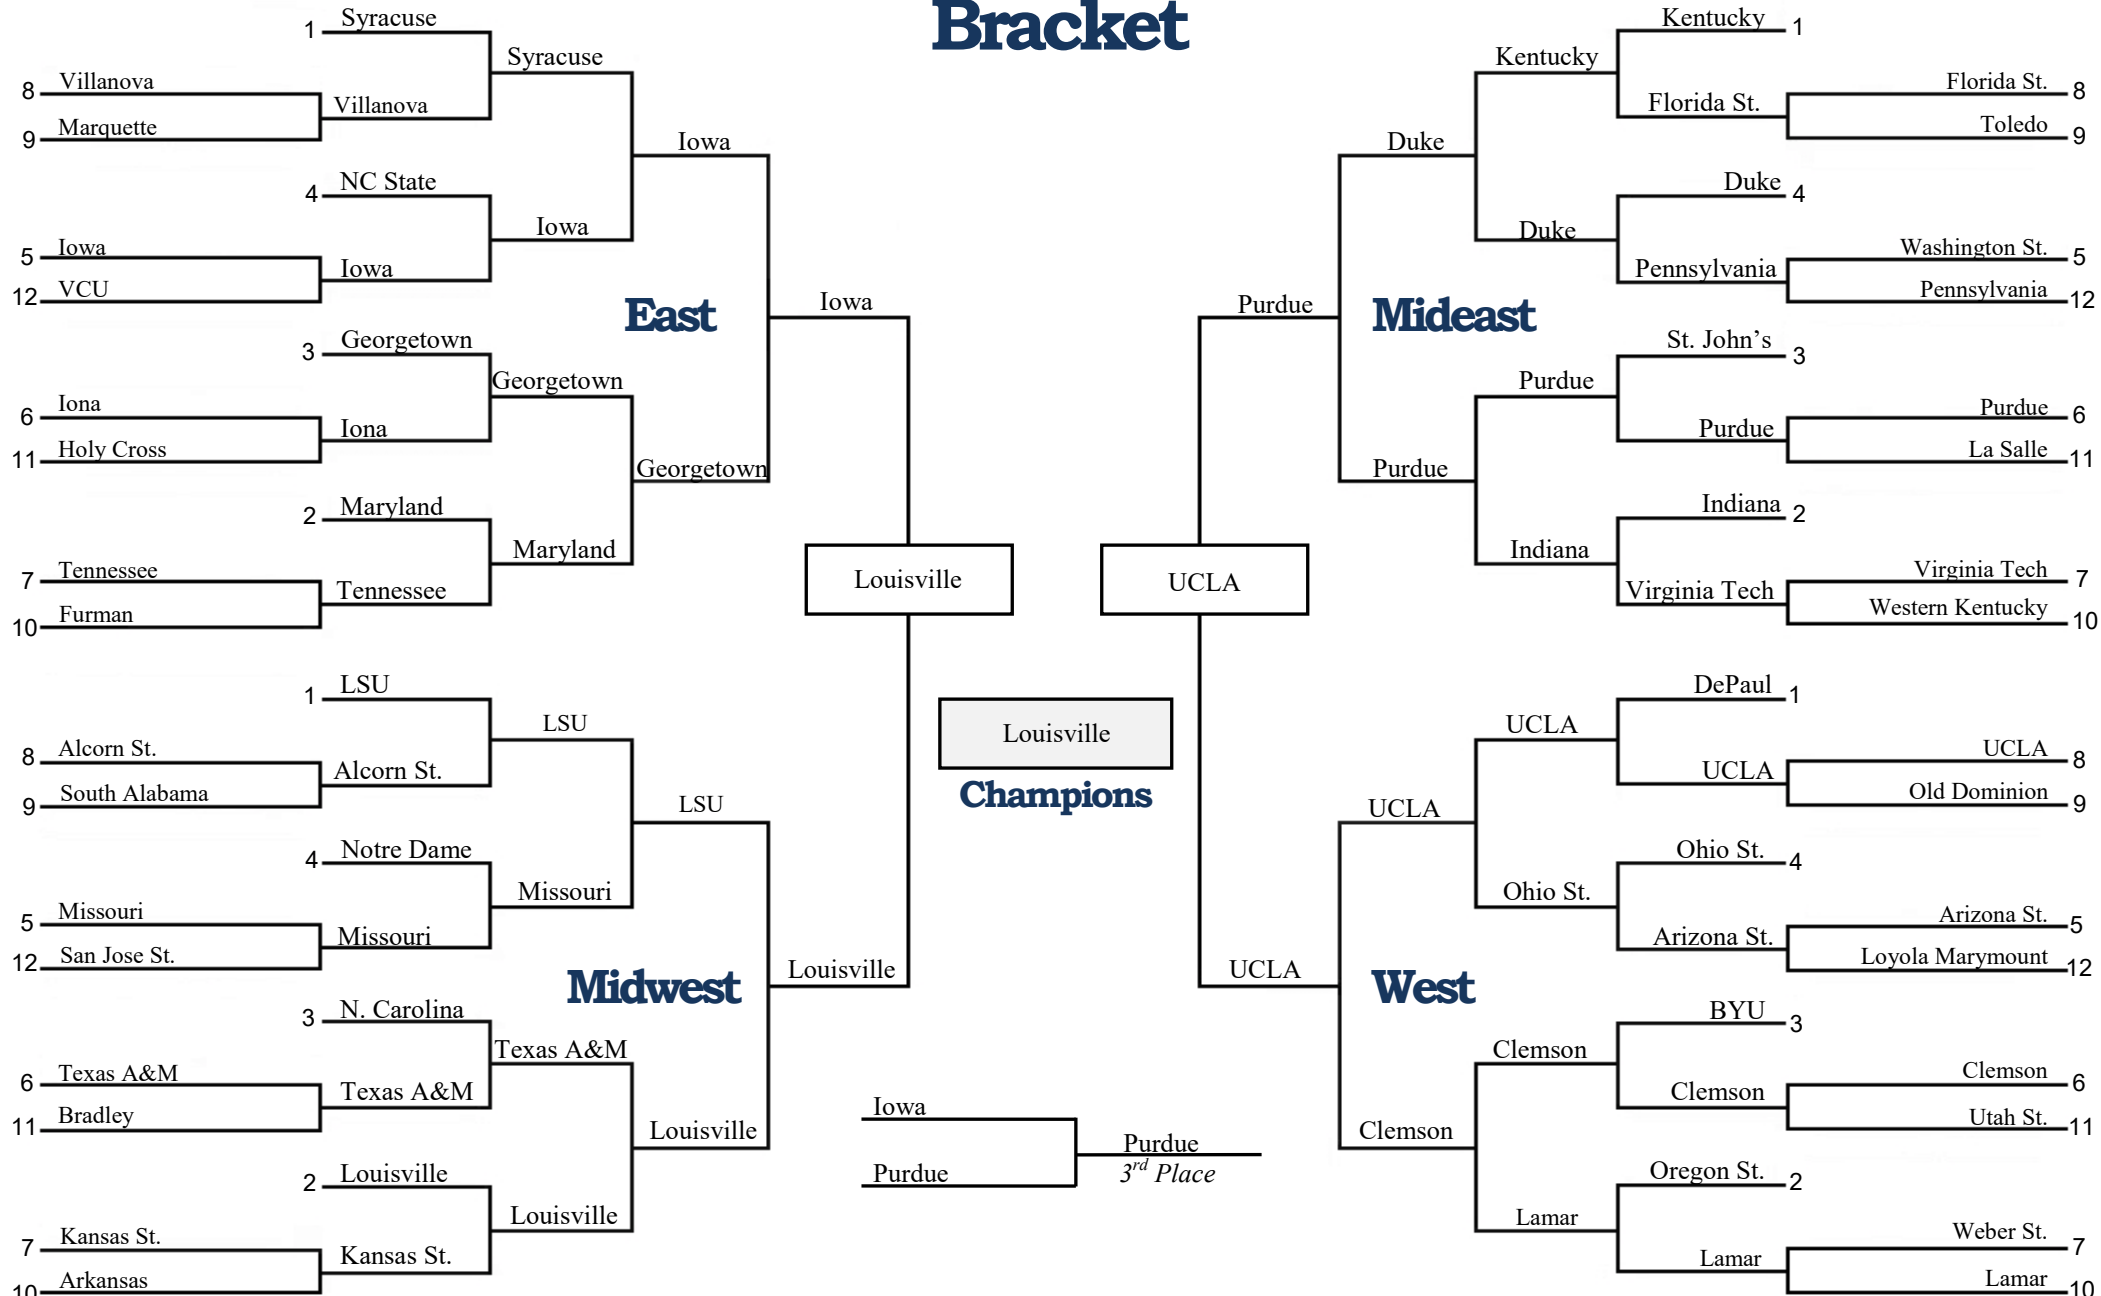 Bracket
1 Syracuse
Syracuse
8 Villanova
Villanova
9 Marquette
Iowa
4 NC State
Iowa
5 Iowa
Iowa
12 VCU
East
Iowa
3 Georgetown
Georgetown
6 Iona
Iona
11 Holy Cross
Georgetown
2 Maryland
Maryland
7 Tennessee
Tennessee
10 Furman
Louisville
1 LSU
LSU
8 Alcorn St.
Alcorn St.
9 South Alabama
LSU
4 Notre Dame
Missouri
5 Missouri
Missouri
12 San Jose St.
Midwest
Louisville
3 N. Carolina
Texas A&M
6 Texas A&M
Texas A&M
11 Bradley
Louisville
2 Louisville
Louisville
7 Kansas St.
Kansas St.
10 Arkansas
Louisville
Champions
Iowa
Purdue
Purdue
3rd Place
Kentucky 1
Kentucky
Florida St. 8
Florida St.
Toledo 9
Duke
Duke 4
Duke
Washington St. 5
Pennsylvania
Pennsylvania 12
Purdue
Mideast
St. John’s 3
Purdue
Purdue 6
Purdue
La Salle 11
Purdue
Indiana 2
Indiana
Virginia Tech 7
Virginia Tech
Western Kentucky 10
UCLA
DePaul 1
UCLA
UCLA 8
UCLA
Old Dominion 9
UCLA
Ohio St. 4
Ohio St.
Arizona St. 5
Arizona St.
Loyola Marymount 12
UCLA
West
BYU 3
Clemson
Clemson 6
Clemson
Utah St. 11
Clemson
Oregon St. 2
Lamar
Weber St. 7
Lamar
Lamar 10